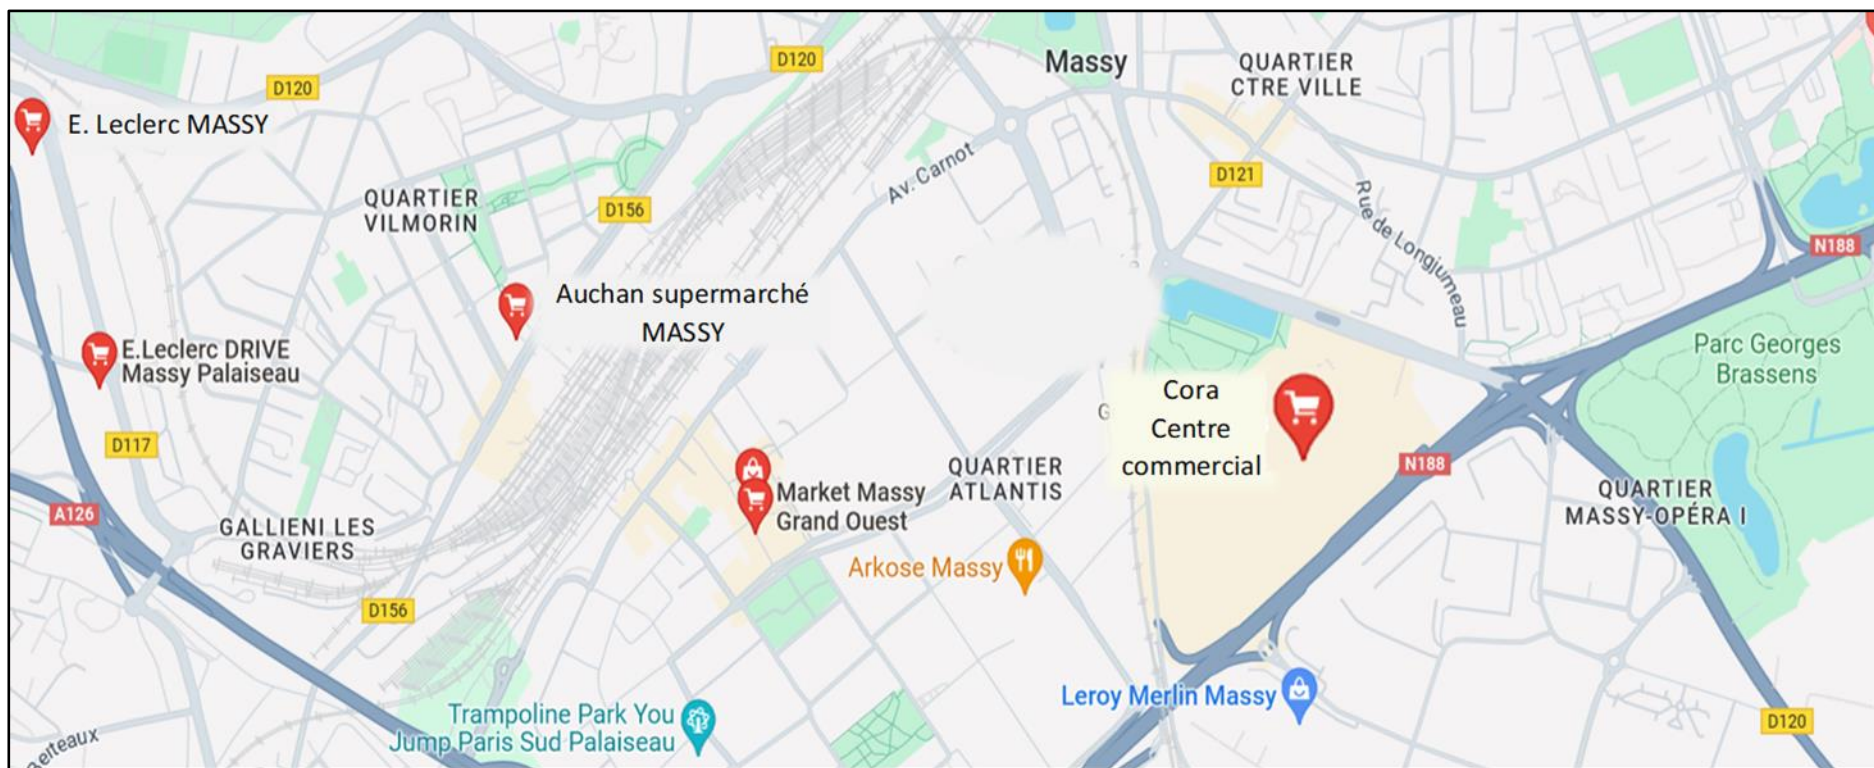 Massy
QUARTIER
CTRE VILLE
D120
D120
E. Leclerc MASSY
Av. Carnot
D121
QUARTIER
VILMORIN
D156
Rue de Longjumeau
N188
Auchan supermarché
MASSY
E.Leclerc DRIVE
Massy Palaiseau
Parc Georges
Brassens
Cora
Centre
commercial
G
D117
N188
QUARTIER
ATLANTIS
Market Massy
Grand Ouest
QUARTIER
MASSY-OPÉRA I
A126
GALLIENI LES
GRAVIERS
Arkose Massy
D156
Leroy Merlin Massy
Trampoline Park You
Jump Paris Sud Palaiseau
D120